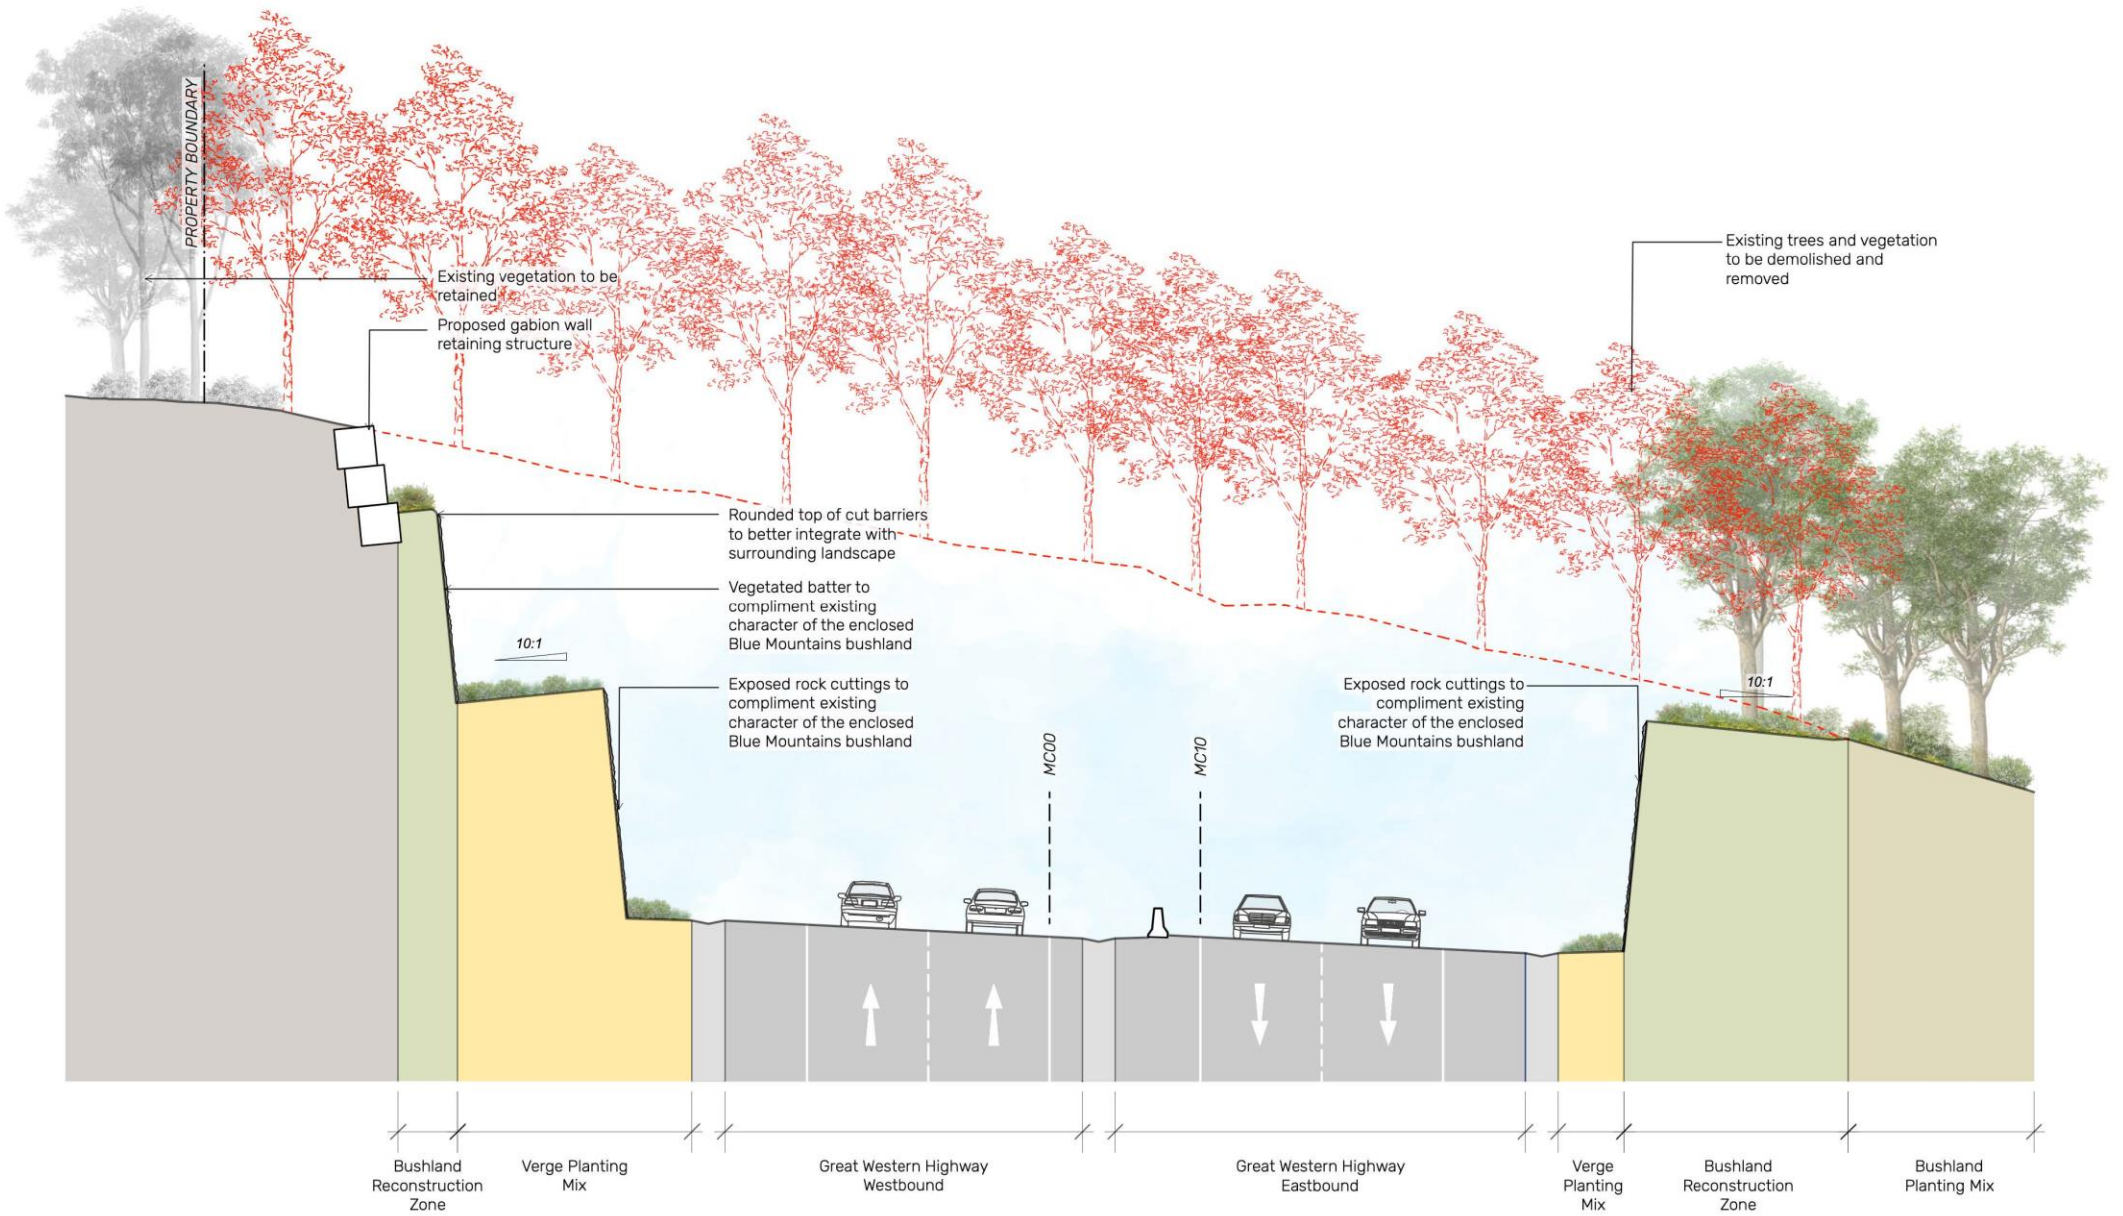 PROPERTY BOUNDARY
Existing vegetation to be
retained
Proposed gabion wall
retaining structure
Existing trees and vegetation
to be demolished and
removed
Rounded top of cut barriers
to better integrate with
surrounding landscape
Vegetated batter to
compliment existing
character of the enclosed
Blue Mountains bushland
10:1
Exposed rock cuttings to
compliment existing
character of the enclosed
Blue Mountains bushland
MC00
MC10
Exposed rock cuttings to
compliment existing
character of the enclosed
Blue Mountains bushland
10:1
Bushland
Reconstruction
Zone
Verge Planting
Mix
Great Western Highway
Westbound
Great Western Highway
Eastbound
Verge
Planting
Mix
Bushland
Reconstruction
Zone
Bushland
Planting Mix